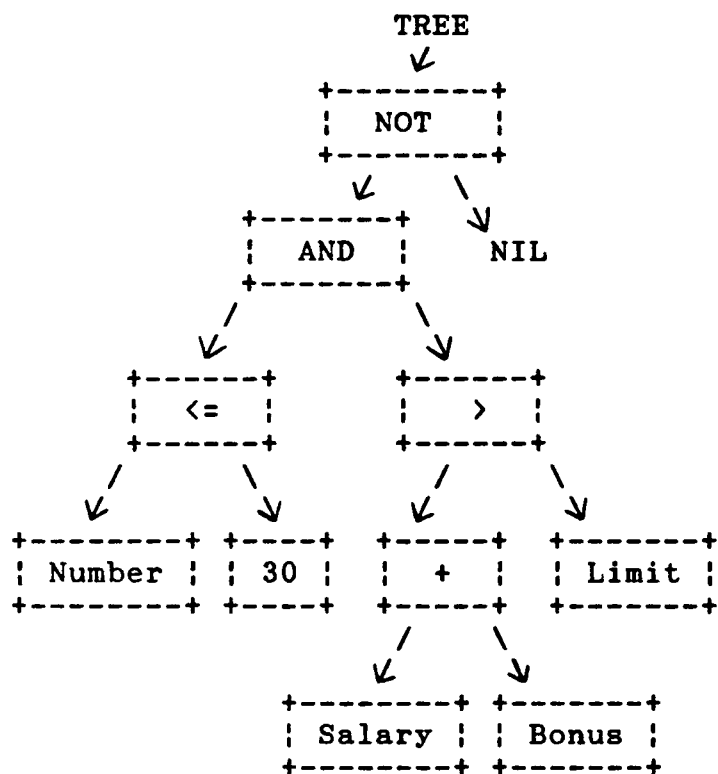 TREE
NOT
AND NIL
<= >
Number 30 + Limit
Salary Bonus